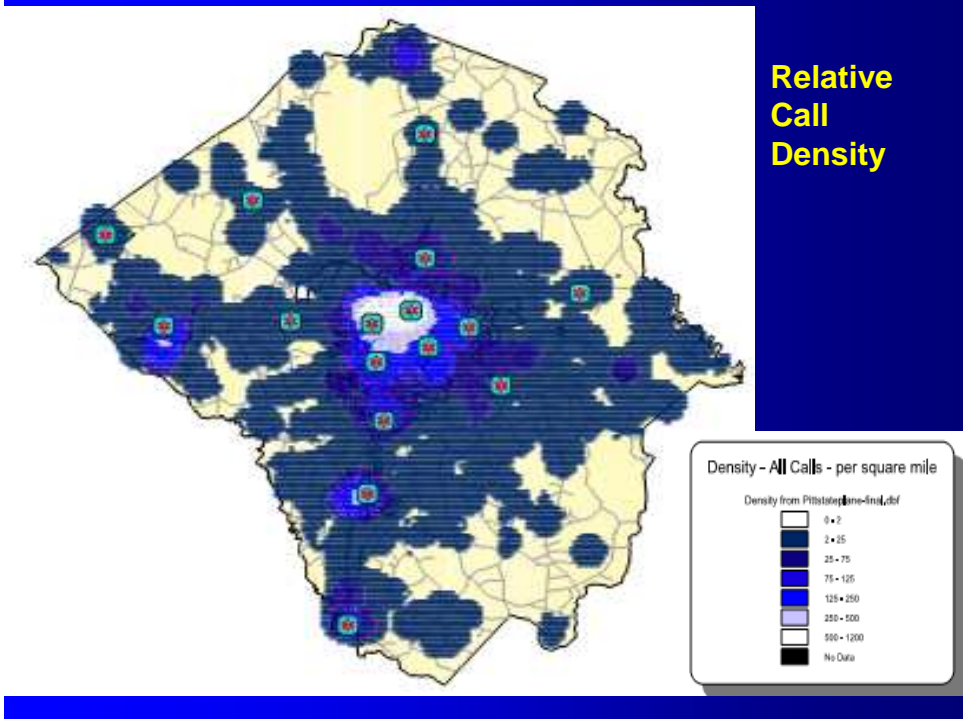 Relative
Call
Density
Density - All Calls - per square mile
Density from Pittstateplane-final.dbf
0 - 2
2 - 25
25 - 75
75 - 125
125 - 250
250 - 500
500 - 1200
No Data